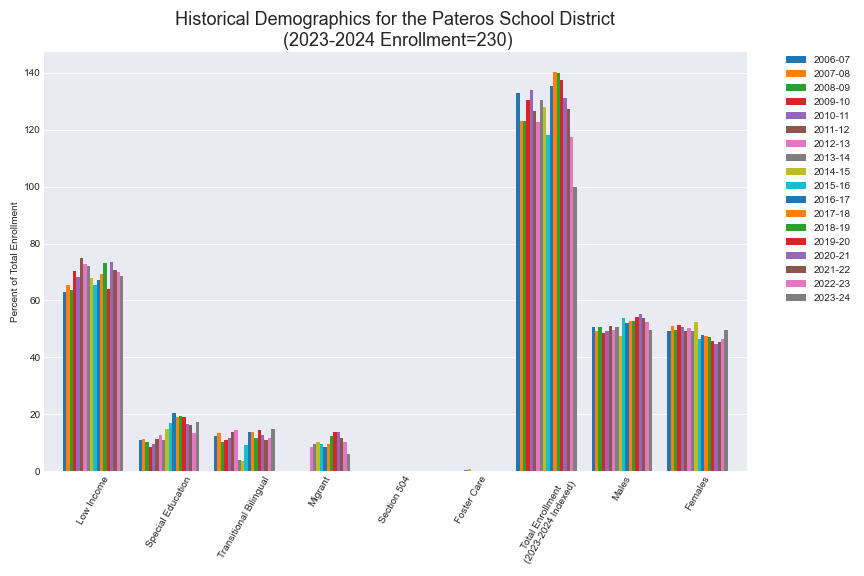 Historical Demographics for the Pateros School District
(2023-2024 Enrollment=230)
Percent of Total Enrollment
140
120
100
80
60
40
20
0
Low Income
Special Education
Transitional Bilingual
Migrant
Section 504
Foster Care
Total Enrollment
(2023-2024 Indexed)
Males
Females
2006-07
2007-08
2008-09
2009-10
2010-11
2011-12
2012-13
2013-14
2014-15
2015-16
2016-17
2017-18
2018-19
2019-20
2020-21
2021-22
2022-23
2023-24